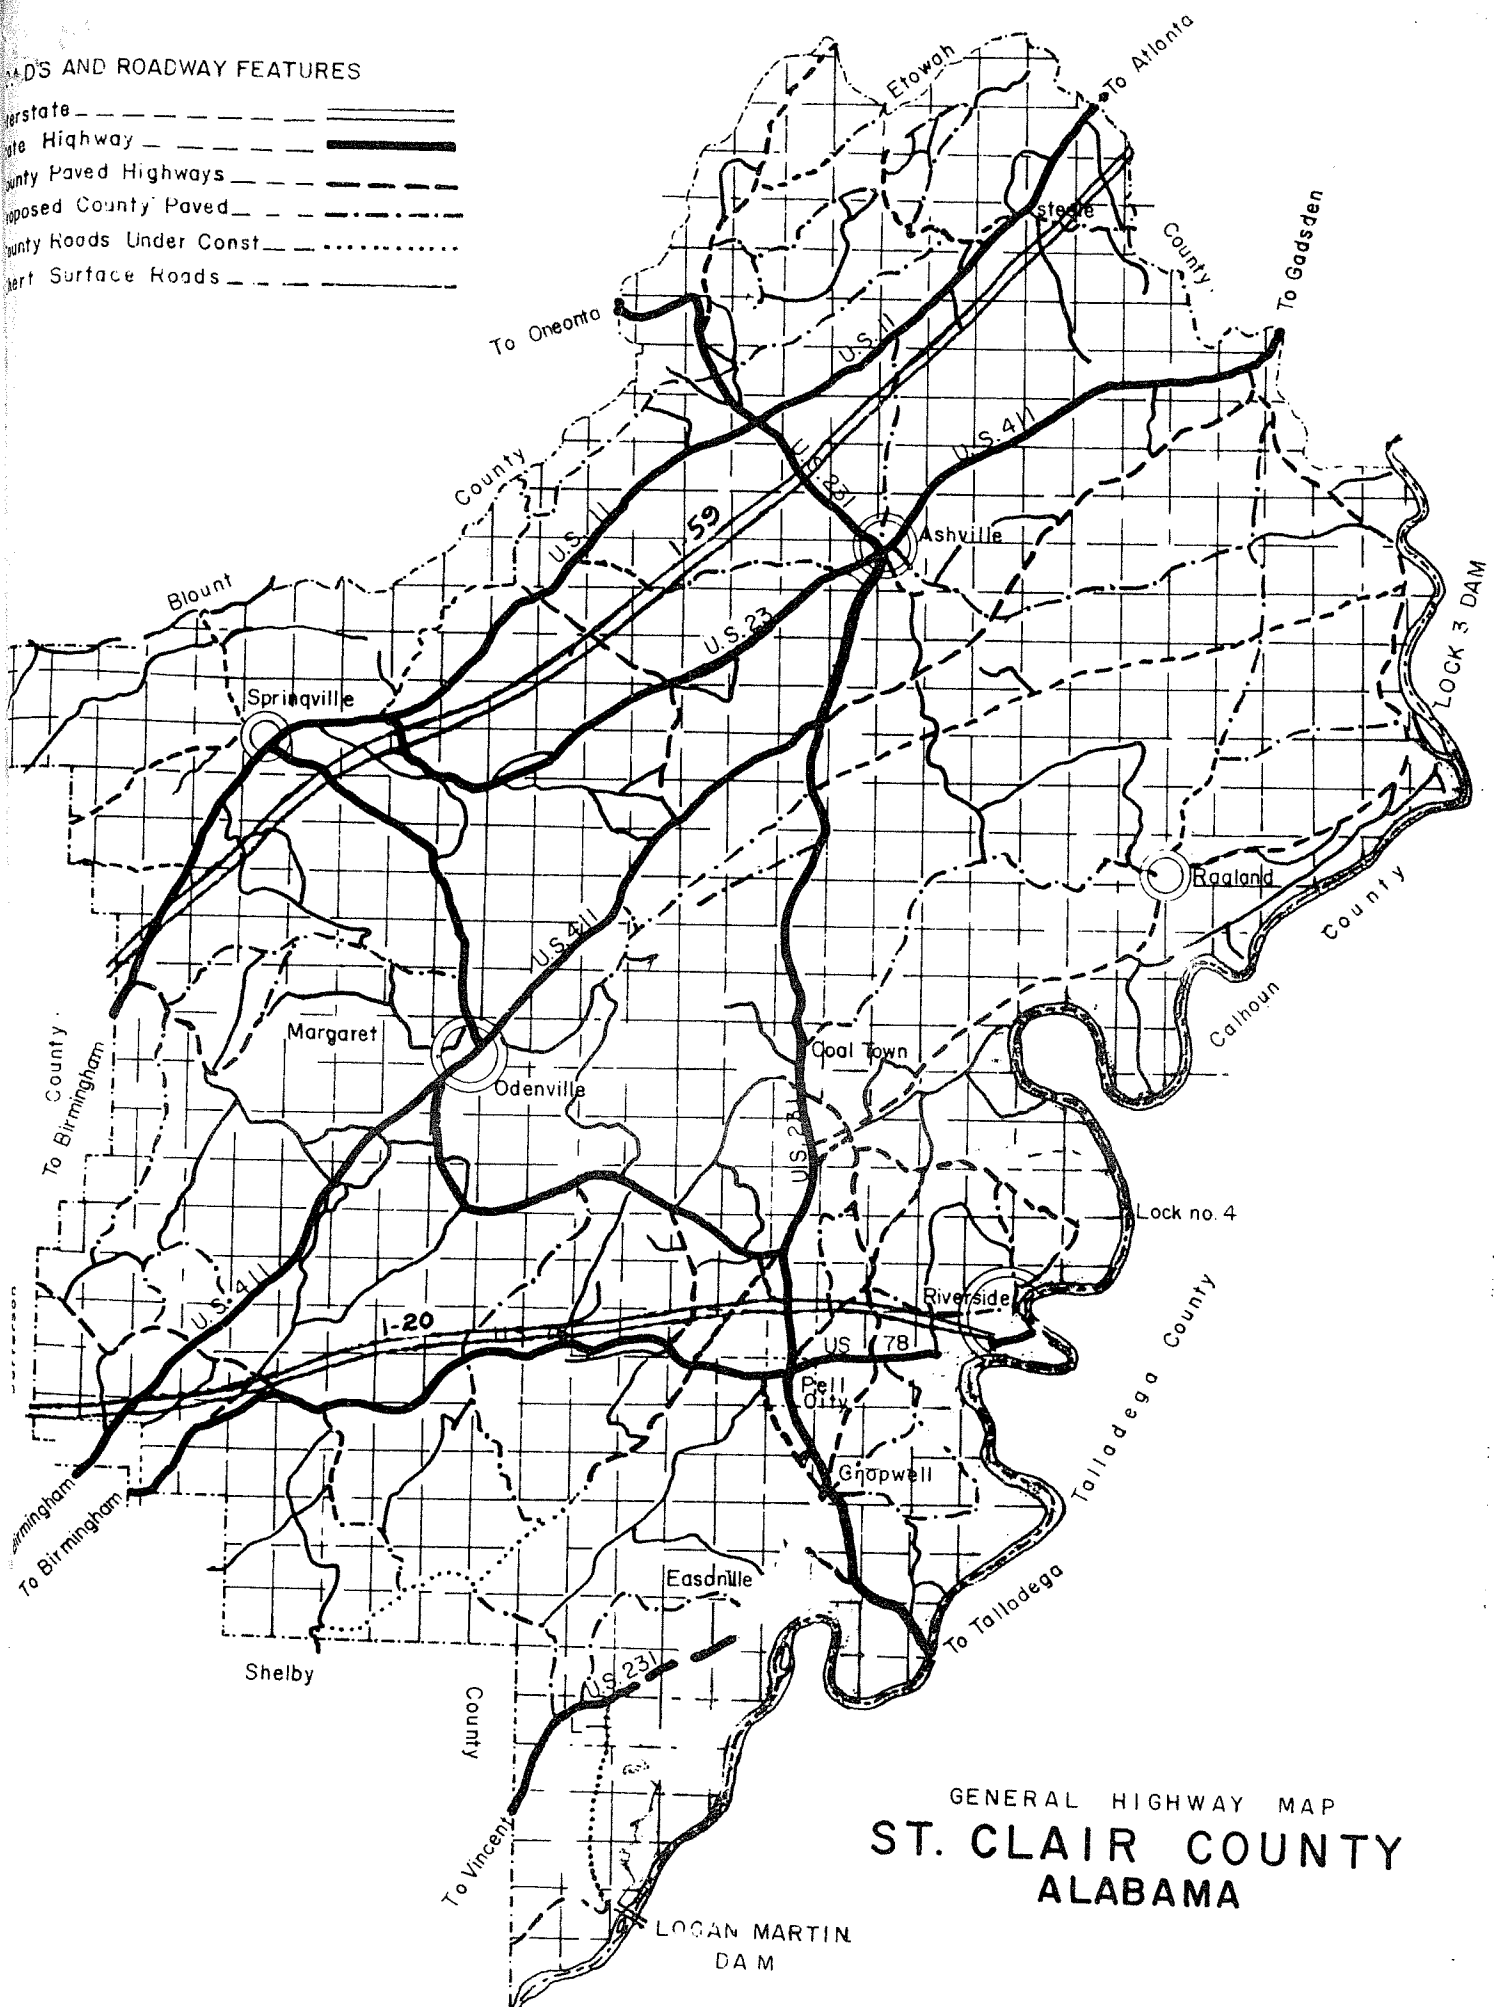 ADS AND ROADWAY FEATURES
erstate
te Highway
unty Paved Highways
oposed County Paved
unty Roads Under Const
hert Surface Roads
To Atlanta
Etowah
Steele
County
To Gadsden
To Oneonta
U.S. 11
U.S. 411
U.S. 231
County
I-59
U.S. 11
Ashville
Blount
U.S. 23
LOCK 3 DAM
Springville
Ragland
U.S. 411
County
Calhoun
Margaret
Coal Town
Odenville
County
To Birmingham
U.S. 231
Lock no. 4
U.S. 411
Riverside
I-20
US 78
Talladega County
Pell
City
Cropwell
Birmingham
To Birmingham
Easonville
To Talladega
Shelby
U.S. 231
County
To Vincent
GENERAL HIGHWAY MAP
ST. CLAIR COUNTY
ALABAMA
LOGAN MARTIN
DAM